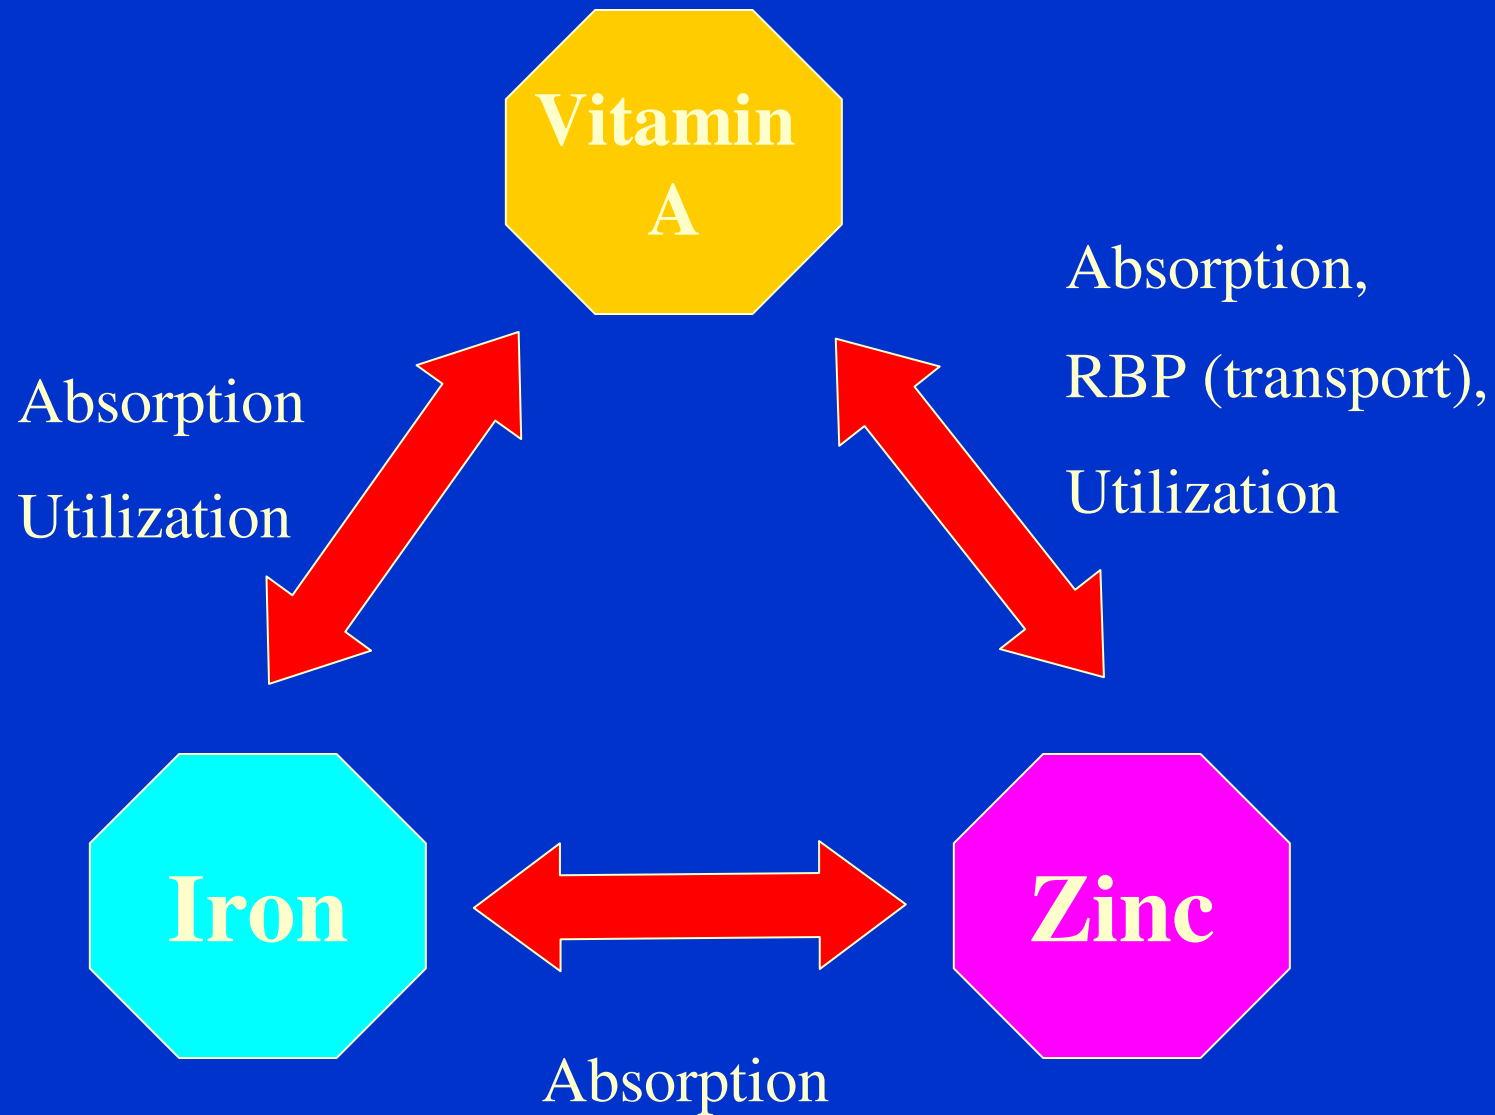 Vitamin
A
Absorption,
RBP (transport),
Utilization
Absorption
Utilization
Iron
Zinc
Absorption